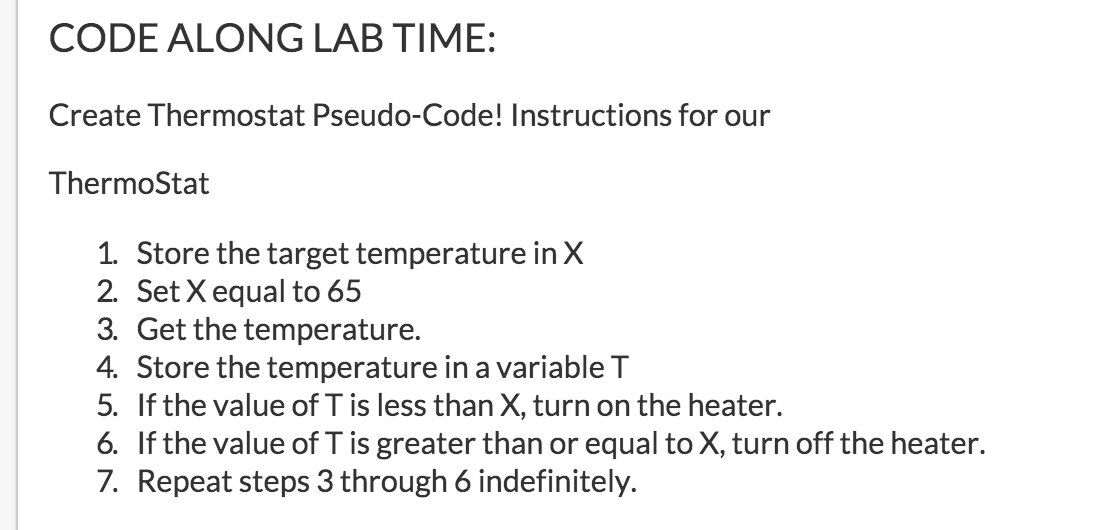 CODE ALONG LAB TIME:
Create Thermostat Pseudo-Code! Instructions for our
ThermoStat
1. Store the target temperature in X
2. Set X equal to 65
3. Get the temperature.
4. Store the temperature in a variable T
5. If the value of T is less than X, turn on the heater.
6. If the value of T is greater than or equal to X, turn off the heater.
7. Repeat steps 3 through 6 indefinitely.